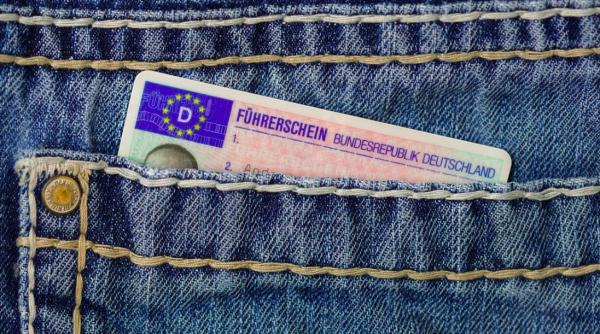 D
FÜHRERSCHEIN BUNDESREPUBLIK DEUTSCHLAND
1.
2